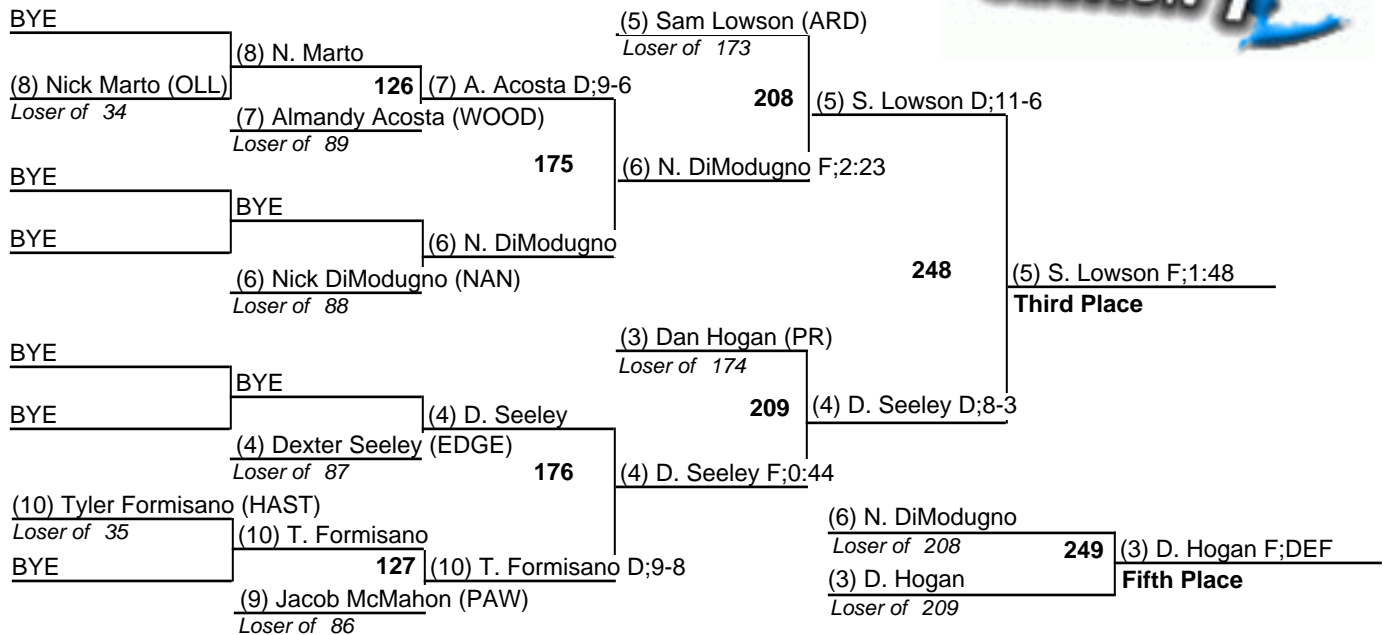 BYE
(8) Nick Marto (OLL)
Loser of 34
(8) N. Marto
126
(7) Almandy Acosta (WOOD)
Loser of 89
(7) A. Acosta D;9-6
175
BYE
BYE
BYE
(6) Nick DiModugno (NAN)
Loser of 88
(6) N. DiModugno
(5) Sam Lowson (ARD)
Loser of 173
208
(6) N. DiModugno F;2:23
(5) S. Lowson D;11-6
248
(5) S. Lowson F;1:48
Third Place
BYE
BYE
BYE
(4) Dexter Seeley (EDGE)
Loser of 87
(4) D. Seeley
176
(10) Tyler Formisano (HAST)
Loser of 35
BYE
(10) T. Formisano
127
(9) Jacob McMahon (PAW)
Loser of 86
(10) T. Formisano D;9-8
(3) Dan Hogan (PR)
Loser of 174
209
(4) D. Seeley F;0:44
(4) D. Seeley D;8-3
(6) N. DiModugno
Loser of 208
249
(3) D. Hogan
Loser of 209
(3) D. Hogan F;DEF
Fifth Place